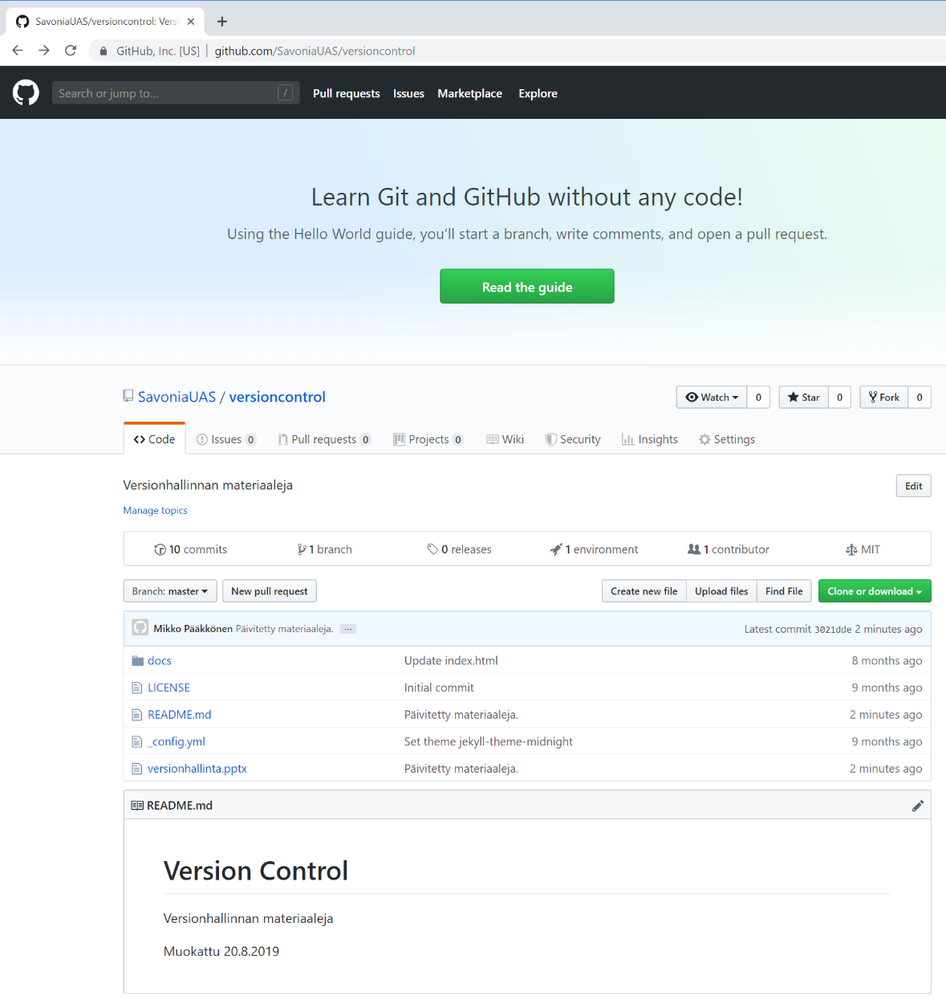 SavoniaUAS/versioncontrol: Vers
GitHub, Inc. [US] | github.com/SavoniaUAS/versioncontrol
Search or jump to... / Pull requests Issues Marketplace Explore
Learn Git and GitHub without any code!
Using the Hello World guide, you’ll start a branch, write comments, and open a pull request.
Read the guide
SavoniaUAS / versioncontrol Watch 0 Star 0 Fork 0
Code Issues 0 Pull requests 0 Projects 0 Wiki Security Insights Settings
Versionhallinnan materiaaleja Edit
Manage topics
10 commits 1 branch 0 releases 1 environment 1 contributor MIT
Branch: master New pull request Create new file Upload files Find File Clone or download
Mikko Pääkkönen Päivitetty materiaaleja. ... Latest commit 3021dde 2 minutes ago
docs Update index.html 8 months ago
LICENSE Initial commit 9 months ago
README.md Päivitetty materiaaleja. 2 minutes ago
_config.yml Set theme jekyll-theme-midnight 9 months ago
versionhallinta.pptx Päivitetty materiaaleja. 2 minutes ago
README.md
Version Control
Versionhallinnan materiaaleja
Muokattu 20.8.2019